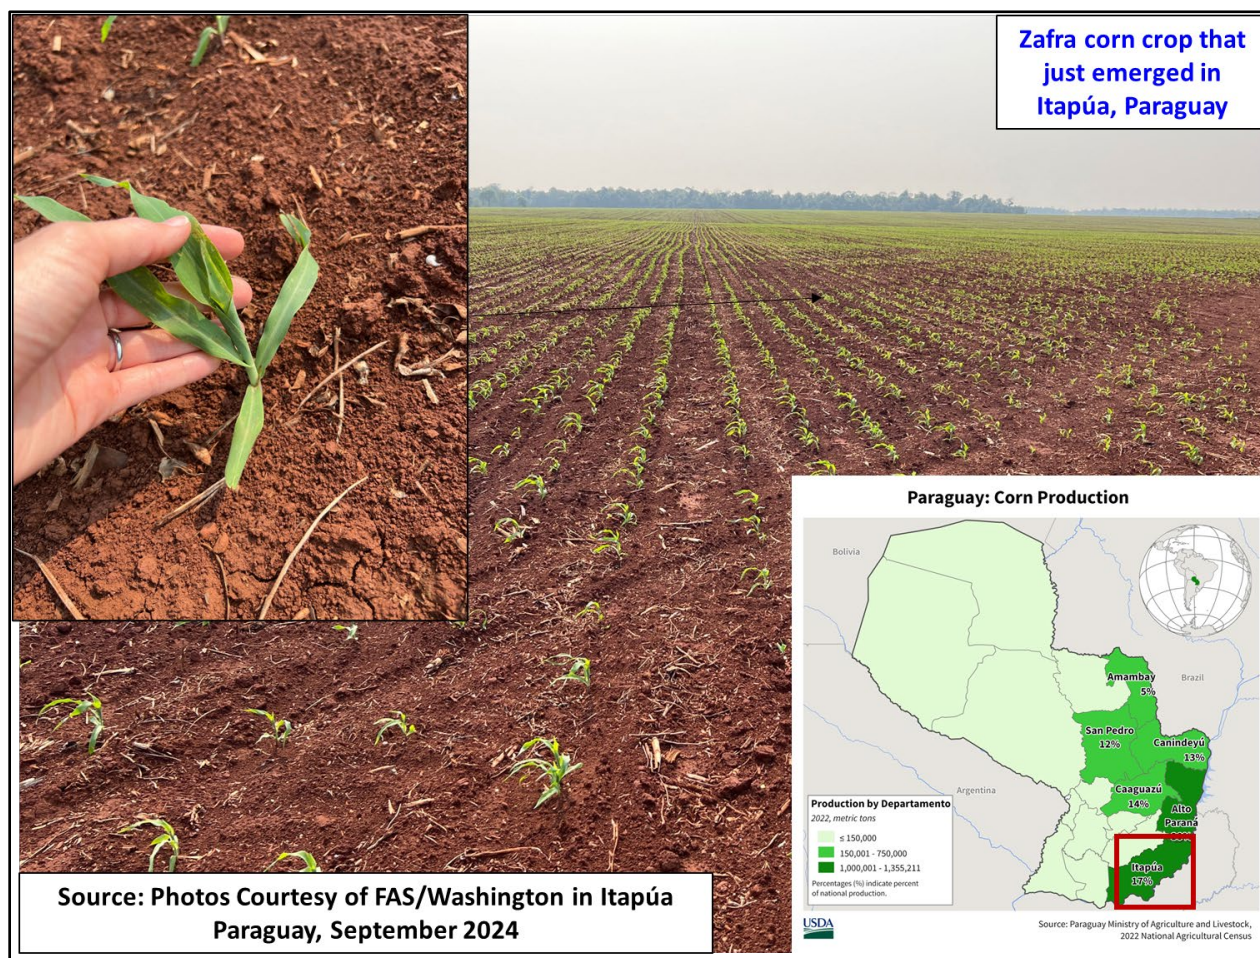 Zafra corn crop that
just emerged in
Itapúa, Paraguay
Paraguay: Corn Production
Bolivia
Brazil
Argentina
Amambay
5%
San Pedro
12%
Canindeyú
13%
Caaguazú
14%
Alto
Paraná
Itapúa
17%
Production by Departamento
2022, metric tons
≤ 150,000
150,001 - 750,000
1,000,001 - 1,355,211
Percentages (%) indicate percent
of national production.
USDA
Source: Paraguay Ministry of Agriculture and Livestock,
2022 National Agricultural Census
Source: Photos Courtesy of FAS/Washington in Itapúa
Paraguay, September 2024